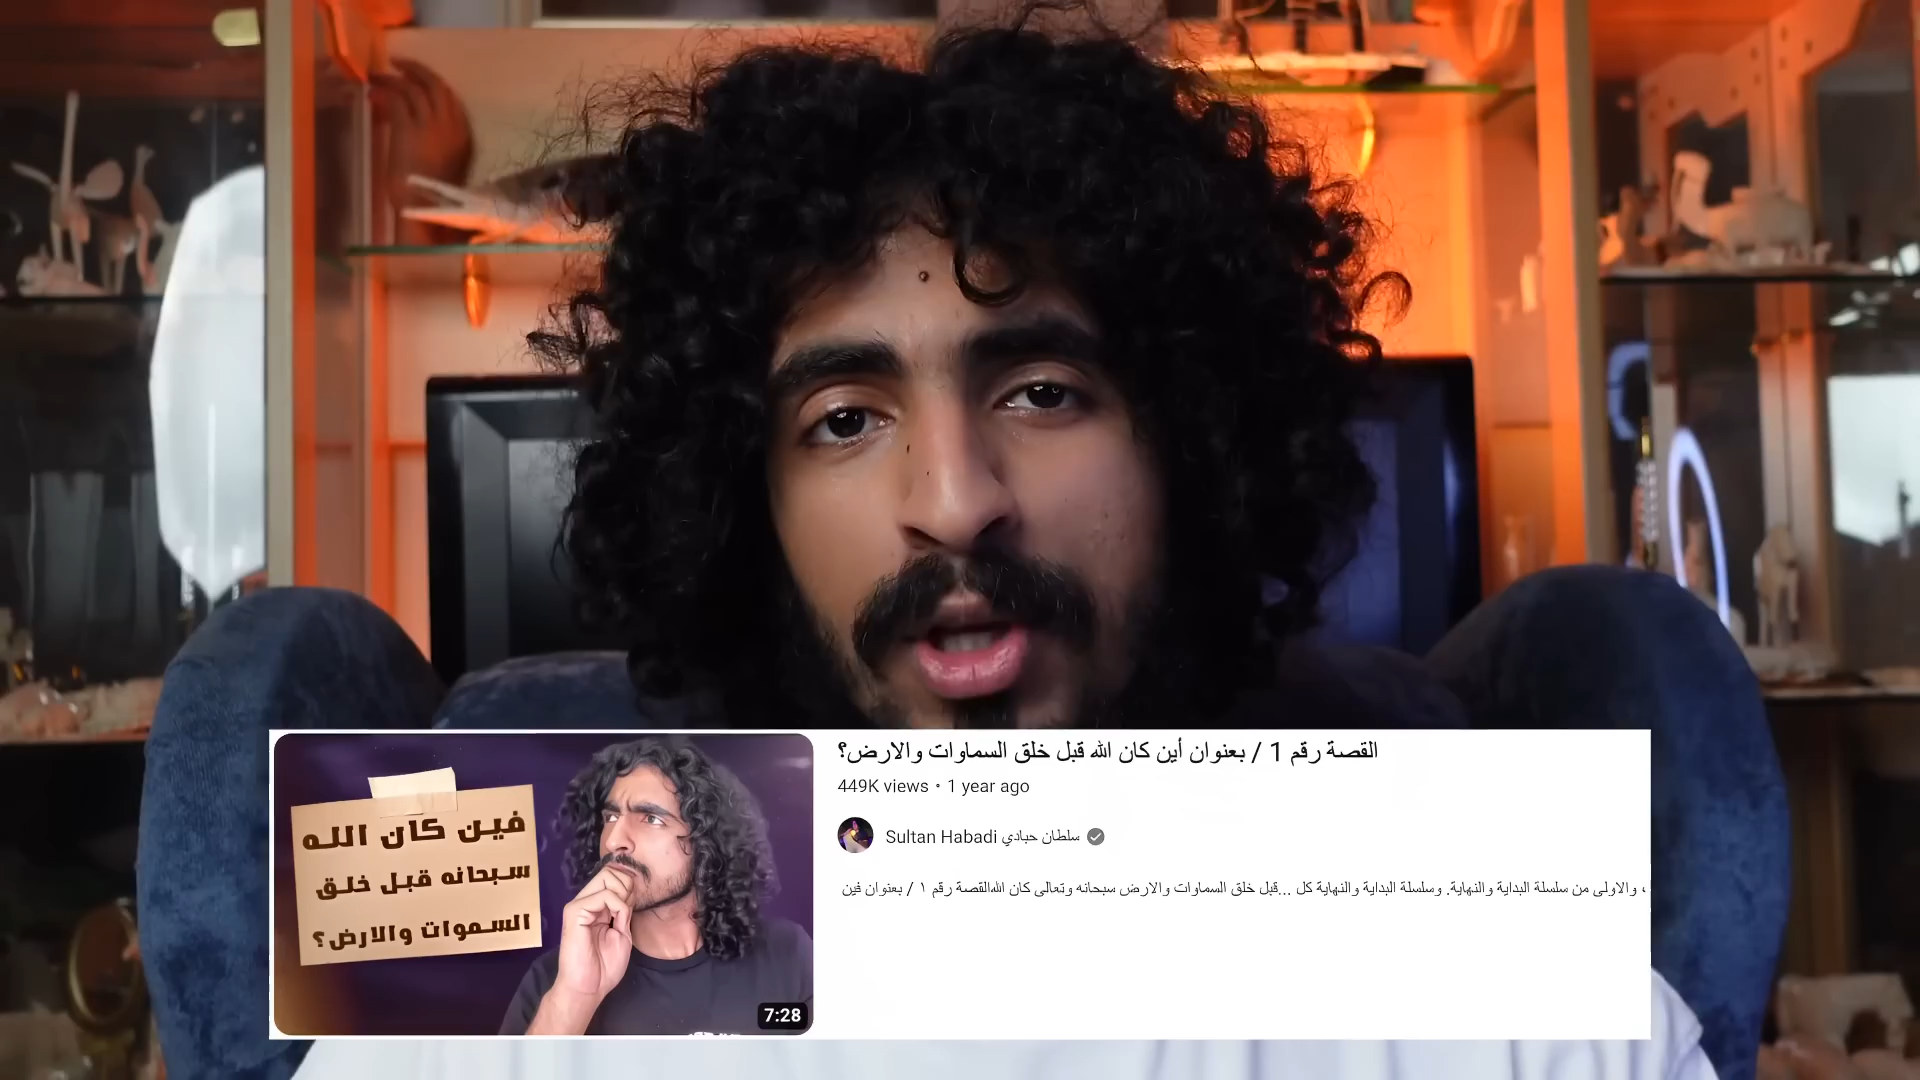 فين كان الله
سبحانه قبل خلق
السموات والارض؟
7:28
القصة رقم 1 / بعنوان أين كان الله قبل خلق السماوات والارض؟
449K views • 1 year ago
Sultan Habadi سلطان حبادي
، والاولى من سلسلة البداية والنهاية. وسلسلة البداية والنهاية كل ...قبل خلق السماوات والارض سبحانه وتعالى كان اللهالقصة رقم ١ / بعنوان فين